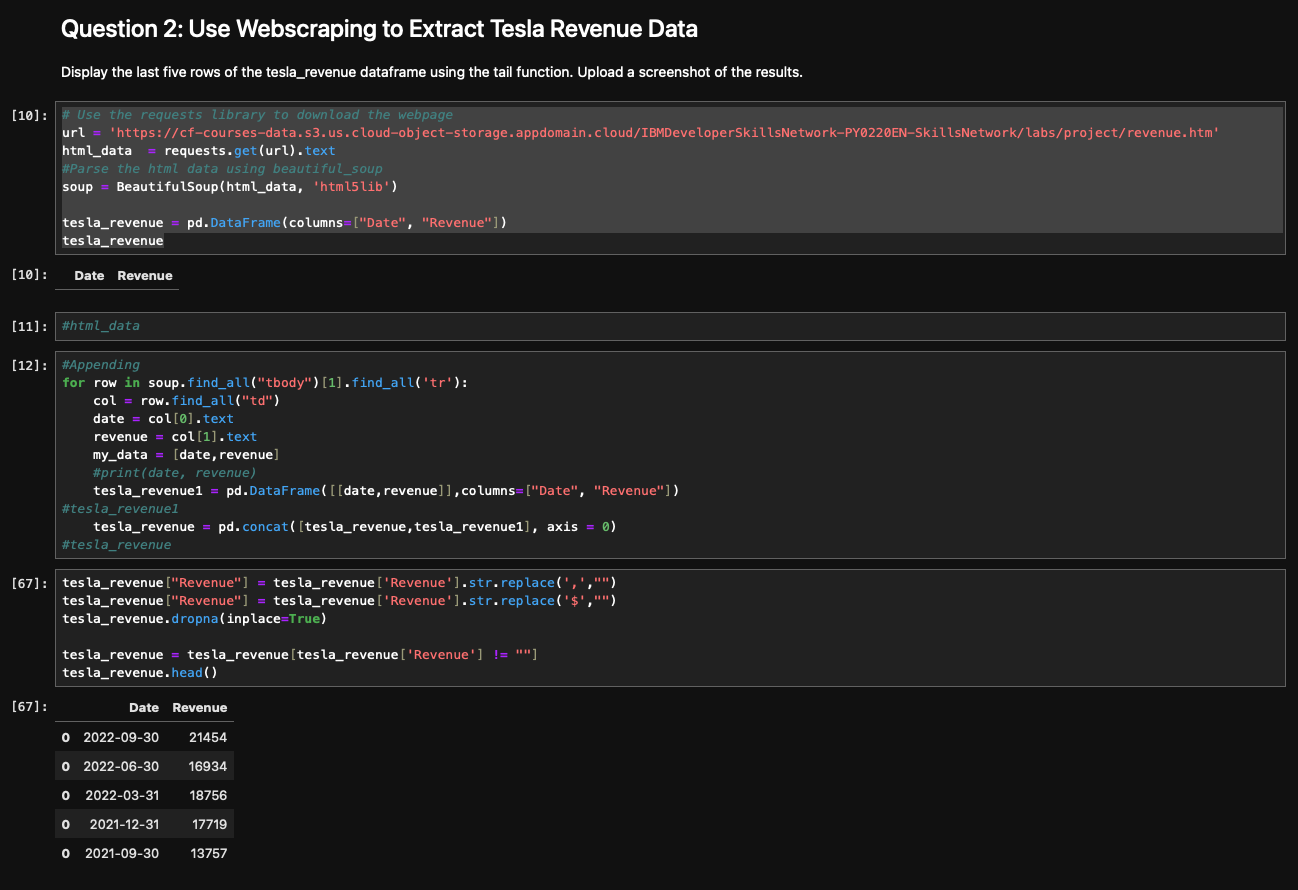 Question 2: Use Webscraping to Extract Tesla Revenue Data
Display the last five rows of the tesla_revenue dataframe using the tail function. Upload a screenshot of the results.
[10]: # Use the requests library to download the webpage
url = 'https://cf-courses-data.s3.us.cloud-object-storage.appdomain.cloud/IBMDeveloperSkillsNetwork-PY0220EN-SkillsNetwork/labs/project/revenue.htm'
html_data  = requests.get(url).text
#Parse the html data using beautiful_soup
soup = BeautifulSoup(html_data, 'html5lib')
tesla_revenue = pd.DataFrame(columns=["Date", "Revenue"])
tesla_revenue
[10]: Date Revenue
[11]: #html_data
[12]: #Appending
for row in soup.find_all("tbody")[1].find_all('tr'):
    col = row.find_all("td")
    date = col[0].text
    revenue = col[1].text
    my_data = [date,revenue]
    #print(date, revenue)
    tesla_revenue1 = pd.DataFrame([[date,revenue]],columns=["Date", "Revenue"])
#tesla_revenue1
    tesla_revenue = pd.concat([tesla_revenue,tesla_revenue1], axis = 0)
#tesla_revenue
[67]: tesla_revenue["Revenue"] = tesla_revenue['Revenue'].str.replace(',',"")
tesla_revenue["Revenue"] = tesla_revenue['Revenue'].str.replace('$',"")
tesla_revenue.dropna(inplace=True)
tesla_revenue = tesla_revenue[tesla_revenue['Revenue'] != ""]
tesla_revenue.head()
[67]: Date Revenue
0 2022-09-30 21454
0 2022-06-30 16934
0 2022-03-31 18756
0 2021-12-31 17719
0 2021-09-30 13757